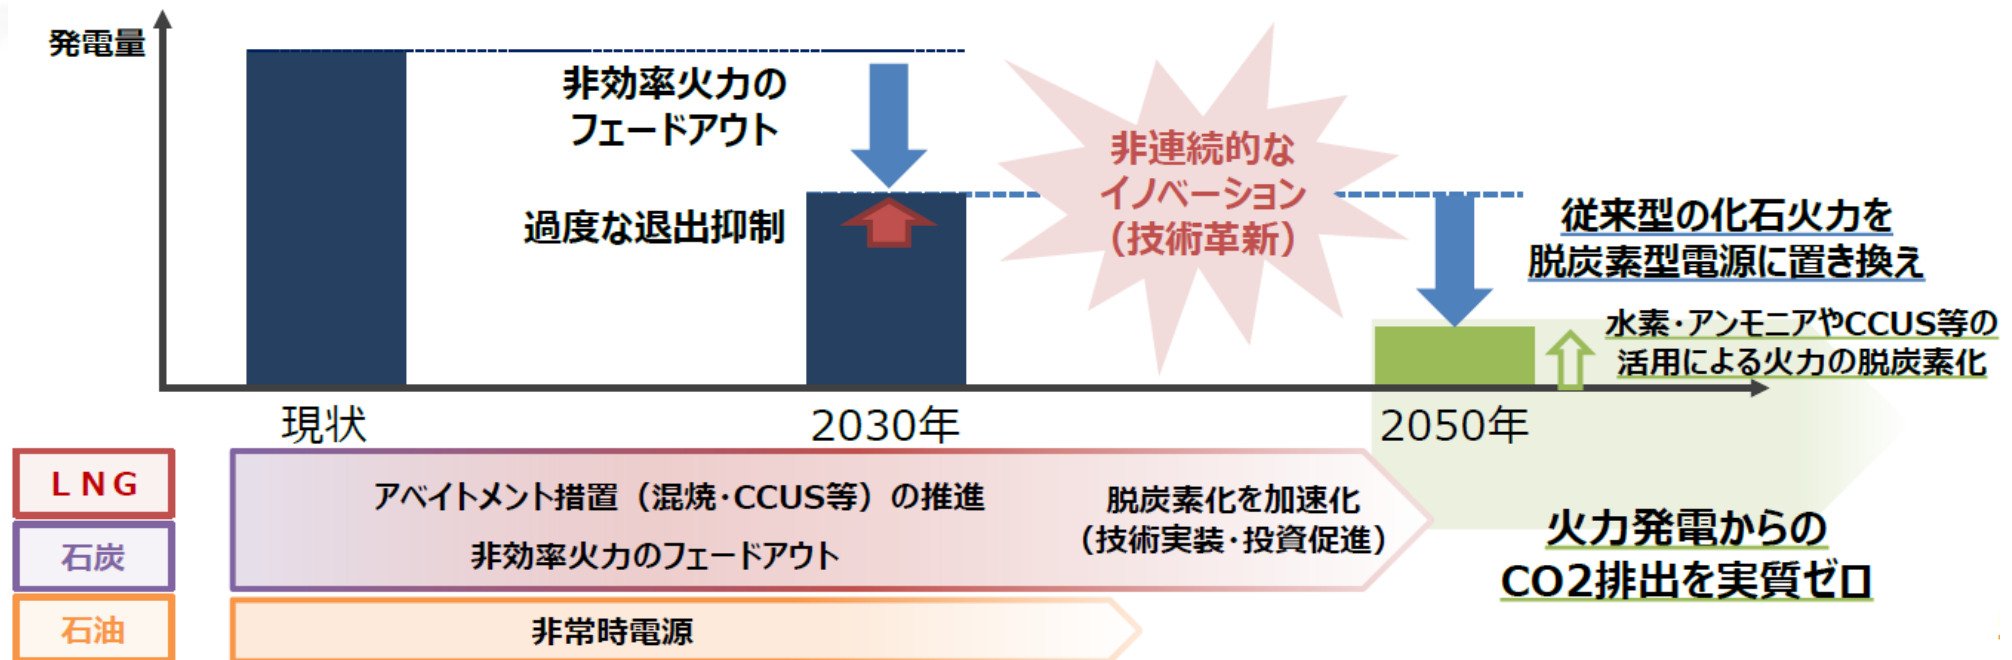 発電量
非効率火力の
フェードアウト
過度な退出抑制
非連続的な
イノベーション
（技術革新）
従来型の化石火力を
脱炭素型電源に置き換え
水素・アンモニアやCCUS等の
活用による火力の脱炭素化
現状
2030年
2050年
LNG
石炭
石油
アベイトメント措置（混焼・CCUS等）の推進
非効率火力のフェードアウト
脱炭素化を加速化
（技術実装・投資促進）
非常時電源
火力発電からの
CO2排出を実質ゼロ